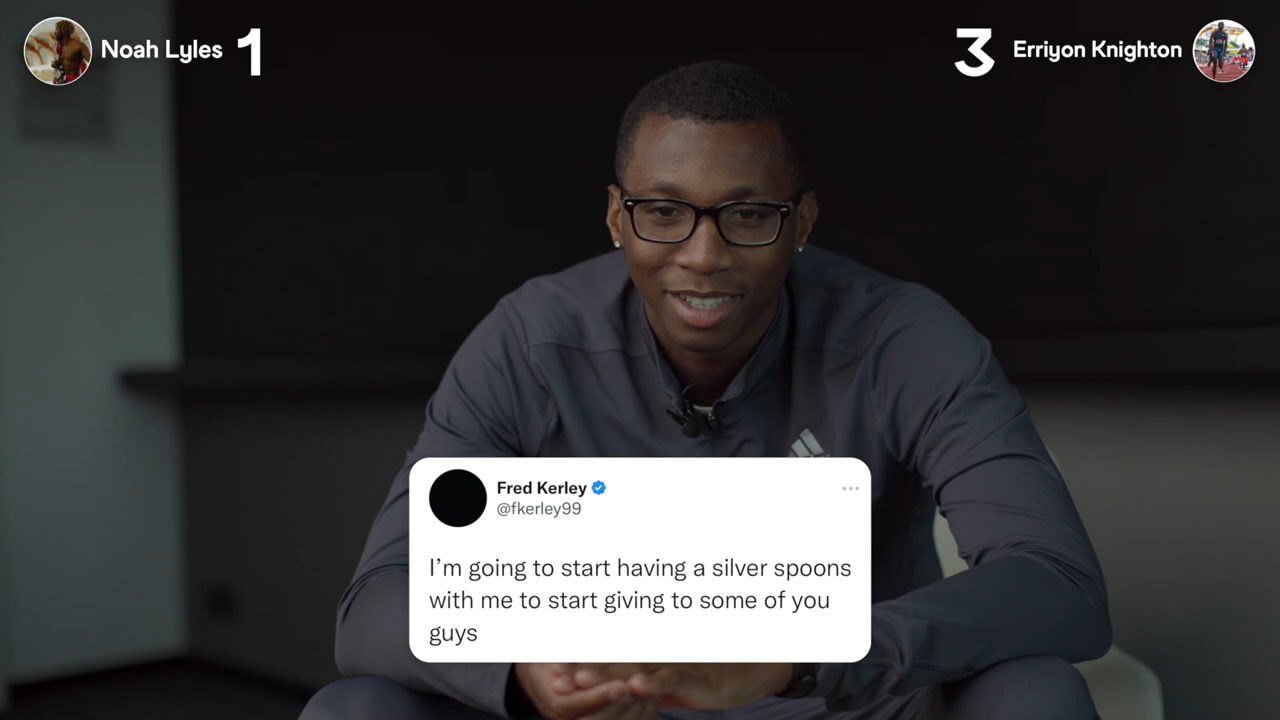 Noah Lyles 1
3 Erriyon Knighton
Fred Kerley
@fkerley99
I’m going to start having a silver spoons
with me to start giving to some of you
guys